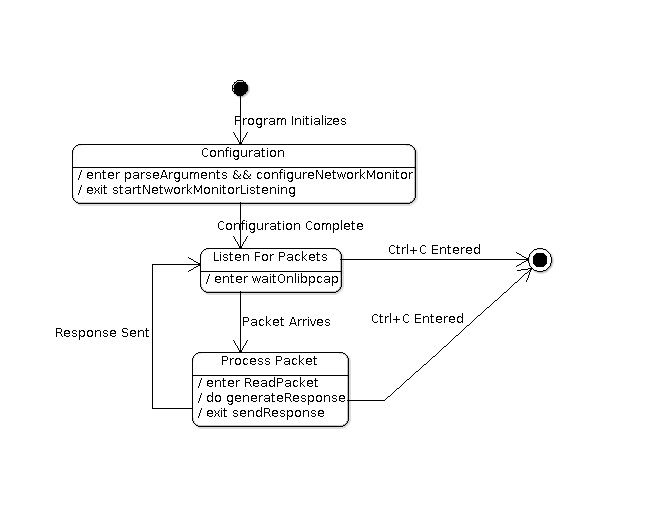 Program Initializes
Configuration
/ enter parseArguments && configureNetworkMonitor
/ exit startNetworkMonitorListening
Configuration Complete
Listen For Packets
/ enter waitOnlibpcap
Ctrl+C Entered
Packet Arrives
Ctrl+C Entered
Response Sent
Process Packet
/ enter ReadPacket
/ do generateResponse
/ exit sendResponse